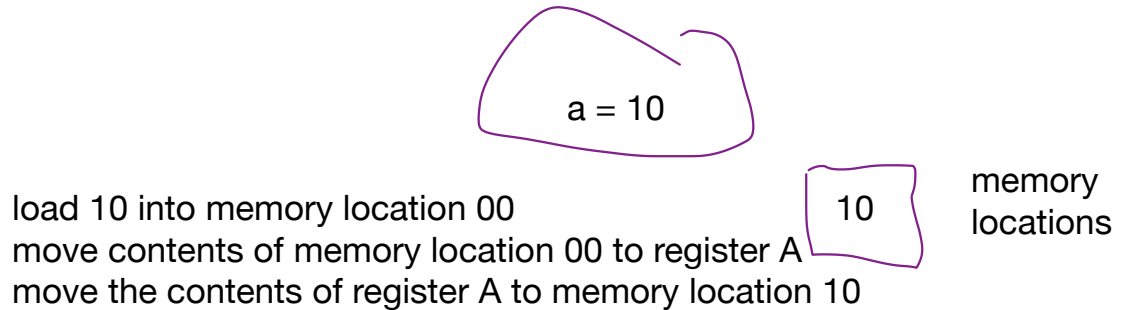 a = 10
memory
locations
10
load 10 into memory location 00
move contents of memory location 00 to register A
move the contents of register A to memory location 10